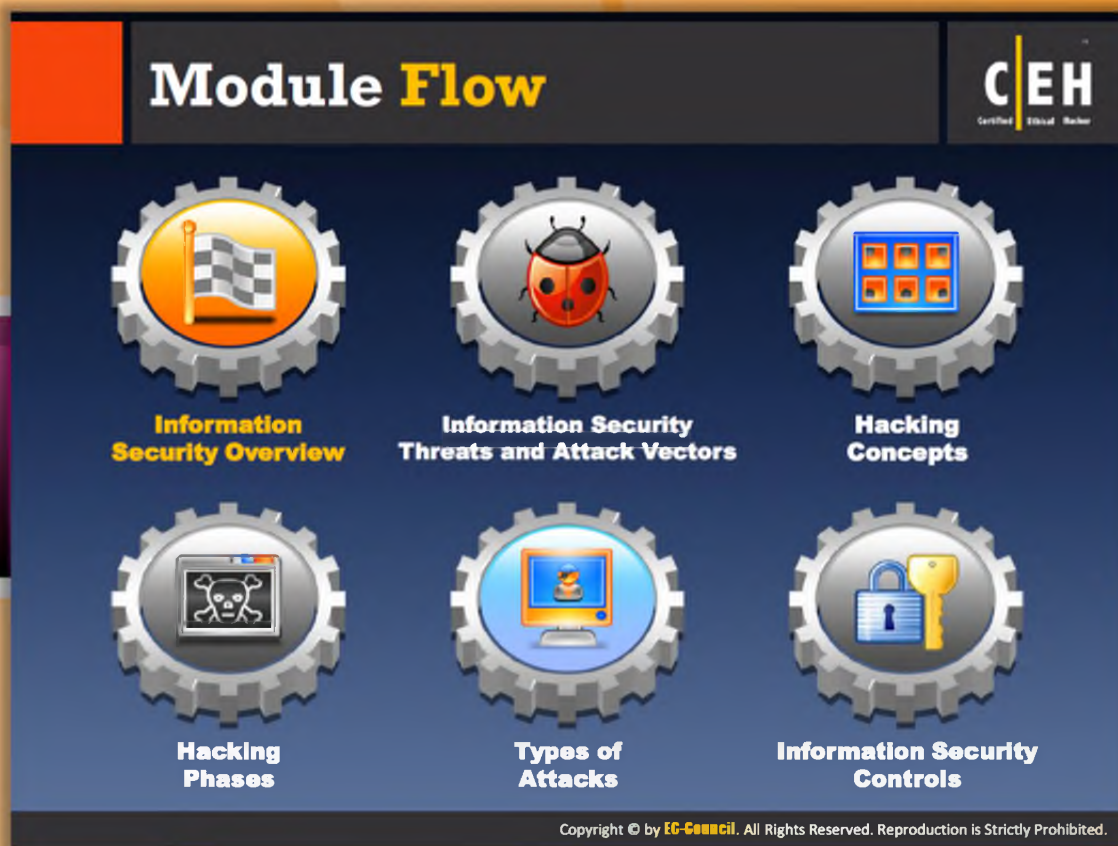 Module Flow
CEH
Certified Ethical Hacker
Information
Security Overview
Information Security
Threats and Attack Vectors
Hacking
Concepts
Hacking
Phases
Types of
Attacks
Information Security
Controls
Copyright © by EC-Council. All Rights Reserved. Reproduction is Strictly Prohibited.